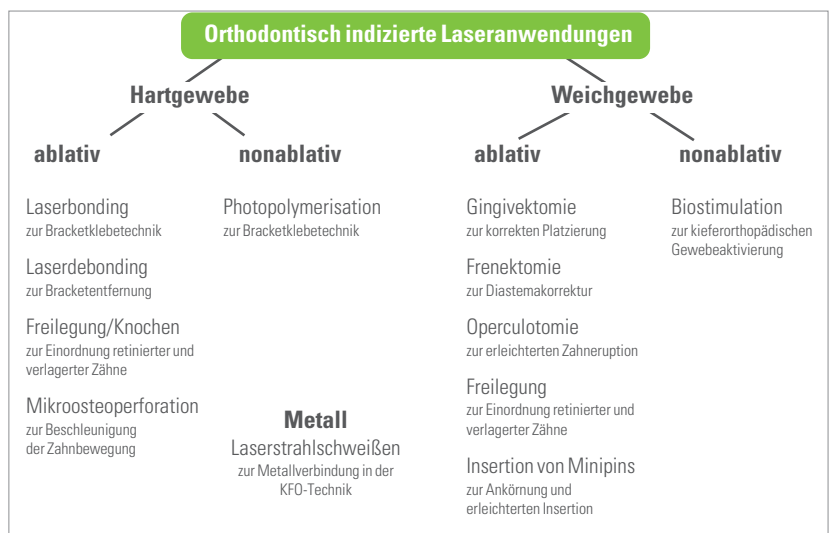 Orthodontisch indizierte Laseranwendungen
Hartgewebe
ablativ
Laserbonding
zur Bracketklebetechnik
Laserdebonding
zur Bracketentfernung
Freilegung/Knochen
zur Einordnung retinierter und
verlagerter Zähne
Mikroosteoperforation
zur Beschleunigung
der Zahnbewegung
nonablativ
Photopolymerisation
zur Bracketklebetechnik
Metall
Laserstrahlschweißen
zur Metallverbindung in der
KFO-Technik
Weichgewebe
ablativ
Gingivektomie
zur korrekten Platzierung
Frenektomie
zur Diastemakorrektur
Operculotomie
zur erleichterten Zahneruption
Freilegung
zur Einordnung retinierter und
verlagerter Zähne
Insertion von Minipins
zur Ankörnung und
erleichterten Insertion
nonablativ
Biostimulation
zur kieferorthopädischen
Gewebeaktivierung